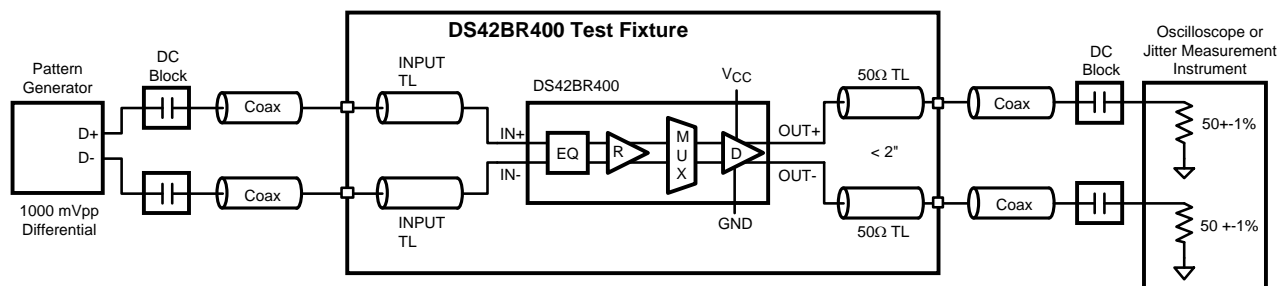 DS42BR400 Test Fixture
Oscilloscope or
Jitter Measurement
Instrument
Pattern
Generator
DC
Block
INPUT
TL
DS42BR400
VCC
50Ω TL
DC
Block
Coax
Coax
D+
D-
IN+
IN-
EQ
R
MUX
D
OUT+
OUT-
< 2"
50+-1%
Coax
INPUT
TL
GND
50Ω TL
Coax
50 +-1%
1000 mVpp
Differential